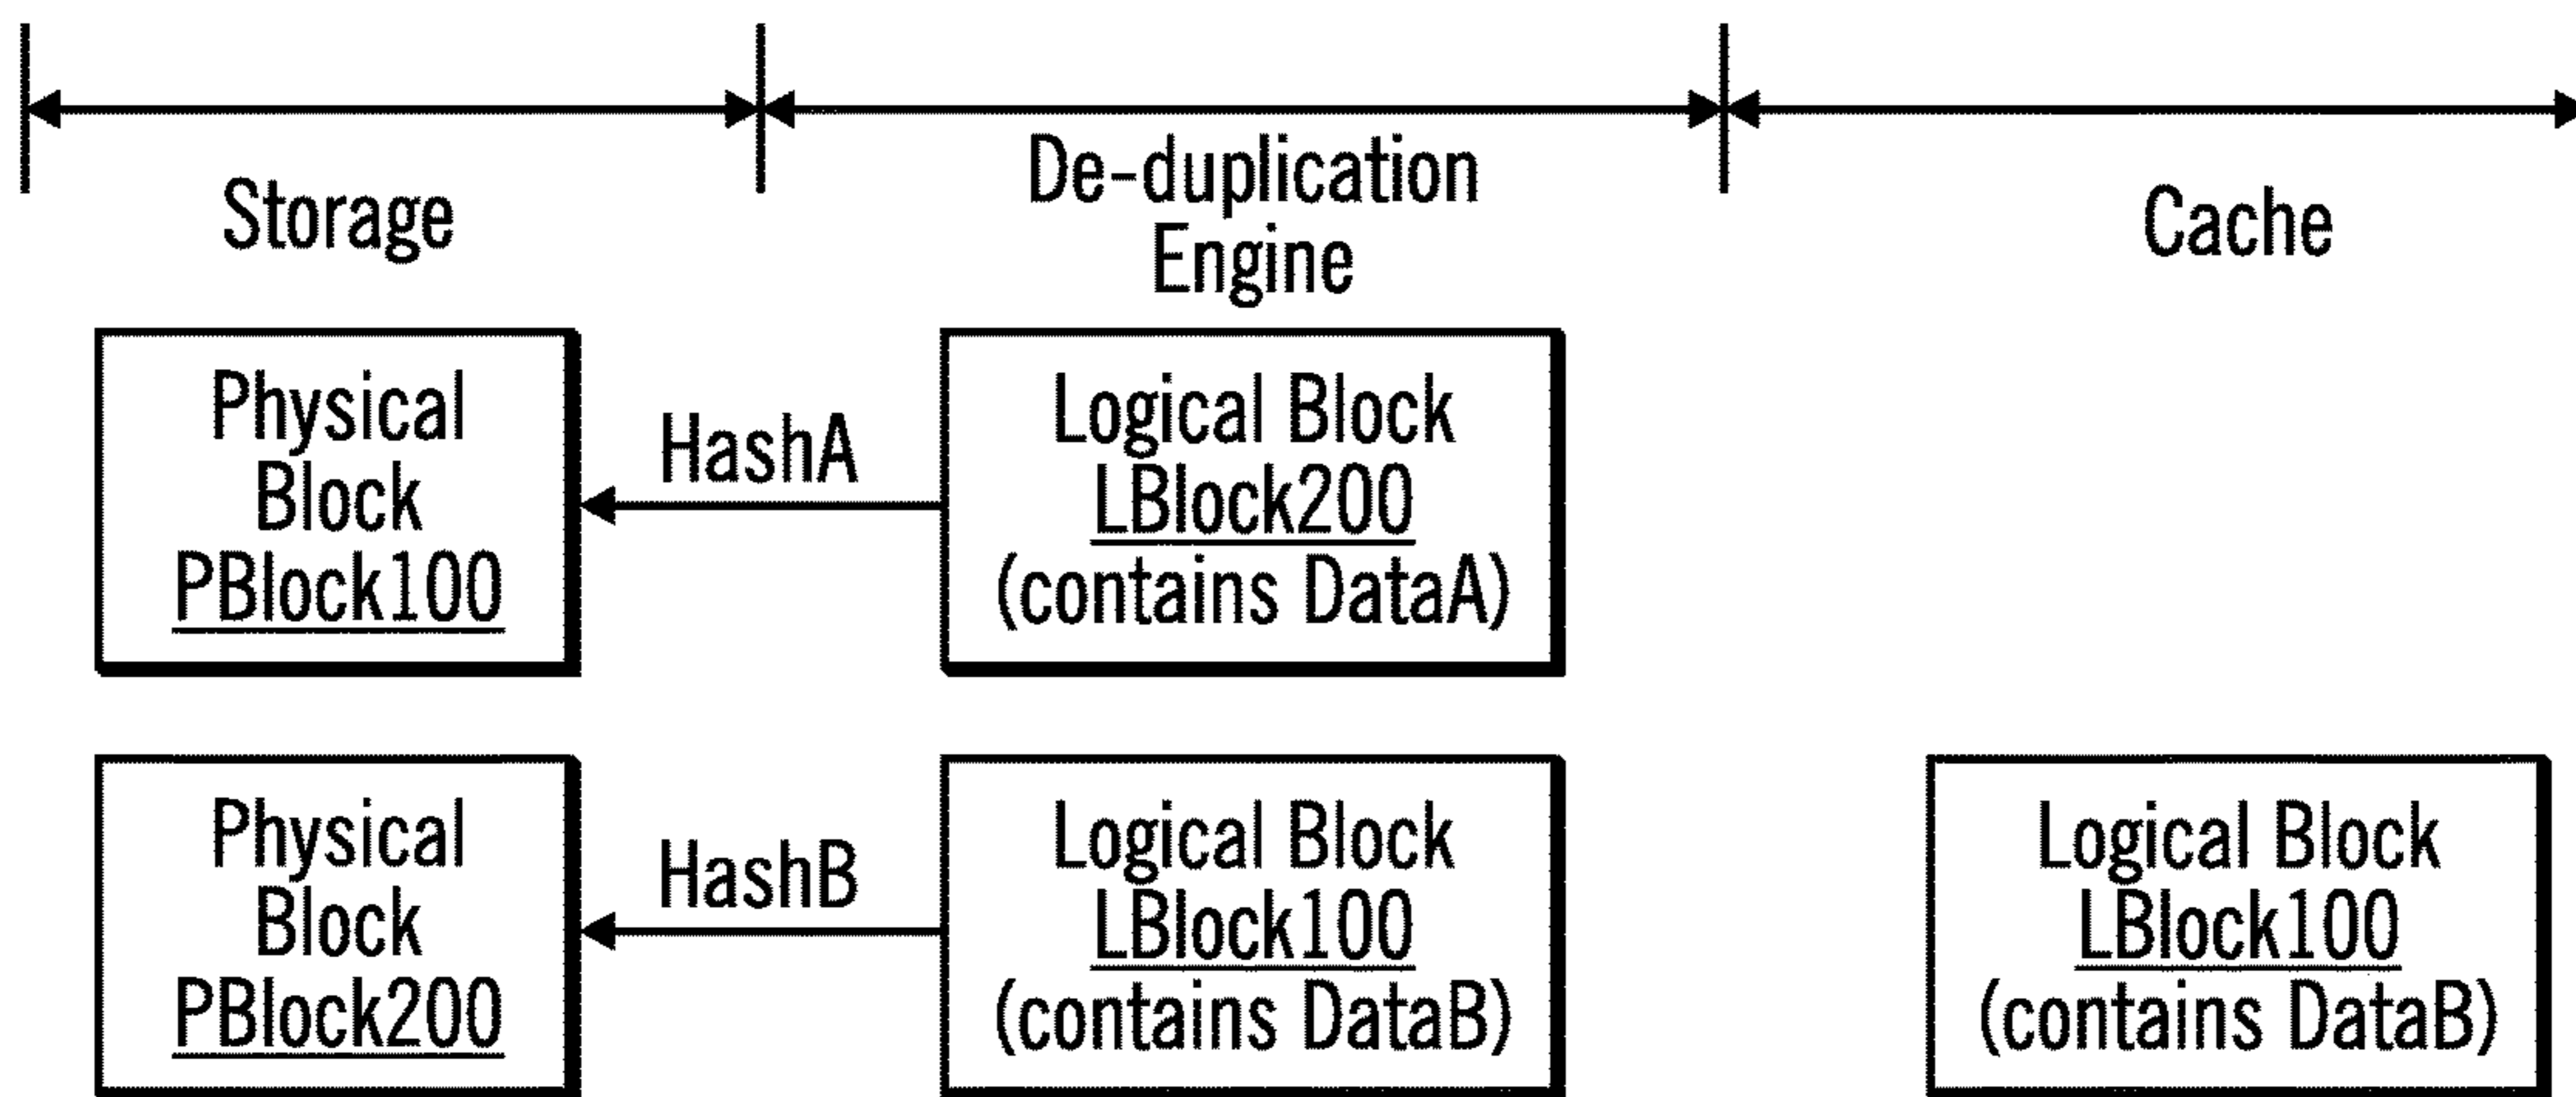 Storage
De-duplication
Engine
Cache
Physical
Block
PBlock100
HashA
Logical Block
LBlock200
(contains DataA)
Physical
Block
PBlock200
HashB
Logical Block
LBlock100
(contains DataB)
Logical Block
LBlock100
(contains DataB)